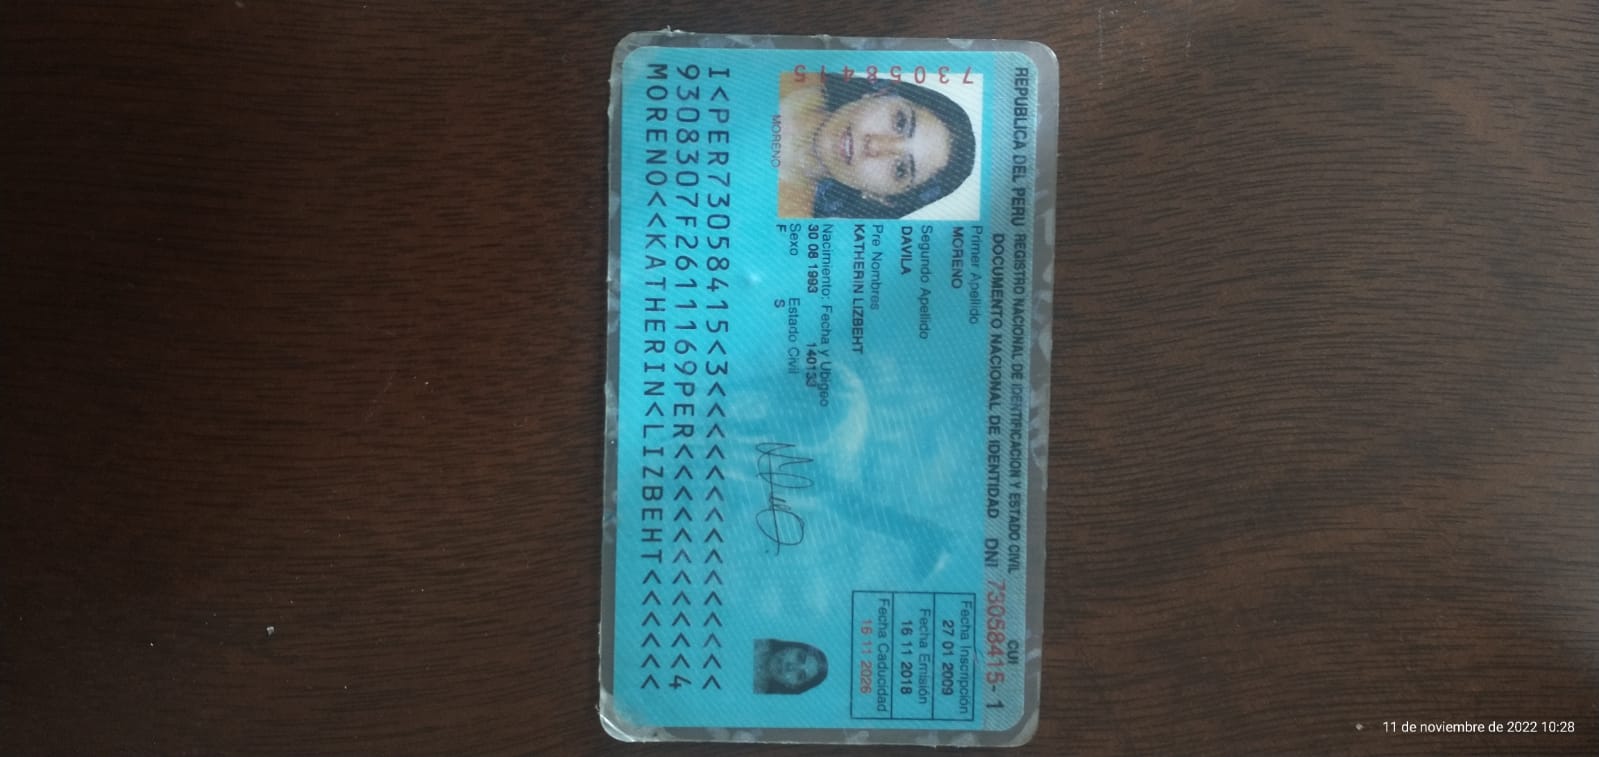 REPUBLICA DEL PERU REGISTRO NACIONAL DE IDENTIFICACION Y ESTADO CIVIL CUI
DOCUMENTO NACIONAL DE IDENTIDAD DNI 73058415-1
73058415
MORENO
Primer Apellido
MORENO
Segundo Apellido
DAVILA
Pre Nombres
KATHERIN LIZBEHT
Nacimiento: Fecha y Ubigeo
30 08 1993 140133
Sexo Estado Civil
F S
Fecha Inscripción
27 01 2009
Fecha Emisión
16 11 2018
Fecha Caducidad
16 11 2026
I<PER73058415<3<<<<<<<<<<<<<<<
9308307F2611169PER<<<<<<<<<<<4
MORENO<<KATHERIN<LIZBEHT<<<<<<
11 de noviembre de 2022 10:28